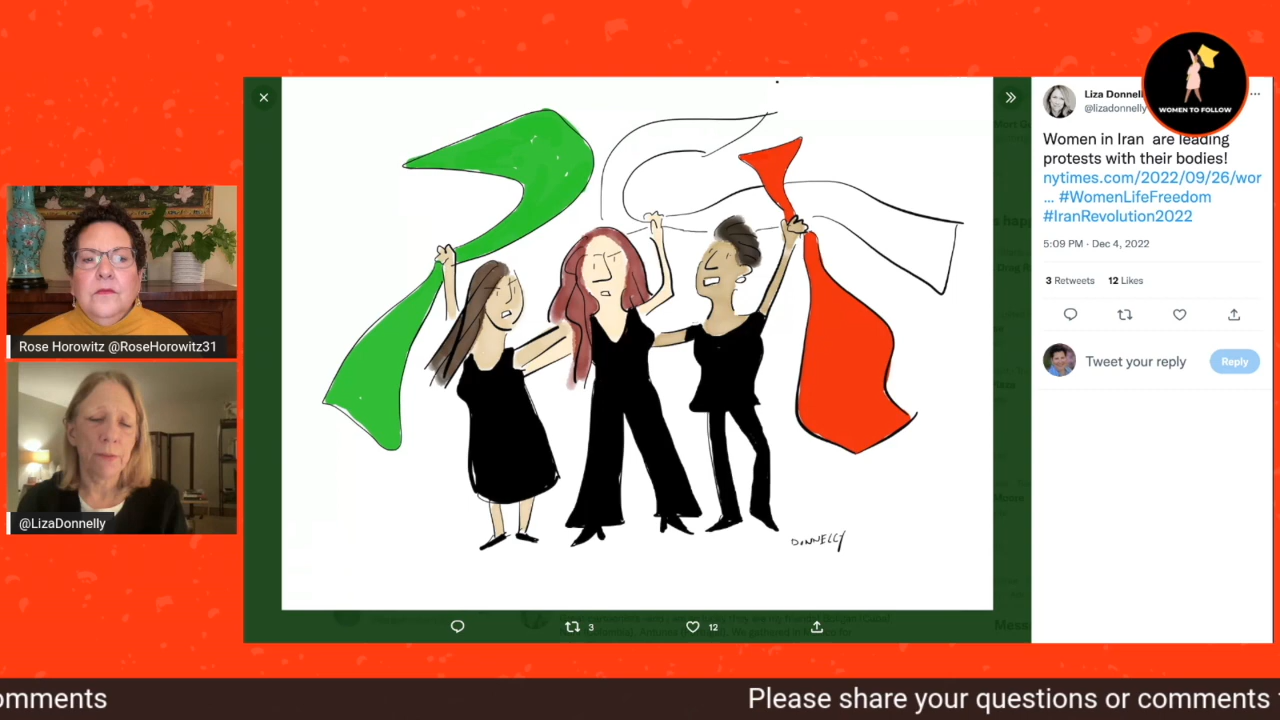 WOMEN TO FOLLOW
Liza Donnell
@lizadonnelly
Women in Iran are leading
protests with their bodies!
nytimes.com/2022/09/26/wor
... #WomenLifeFreedom
#IranRevolution2022
5:09 PM · Dec 4, 2022
3 Retweets 12 Likes
Tweet your reply
Reply
Rose Horowitz @RoseHorowitz31
@LizaDonnelly
DONNELLY
3
12
omments
Please share your questions or comments